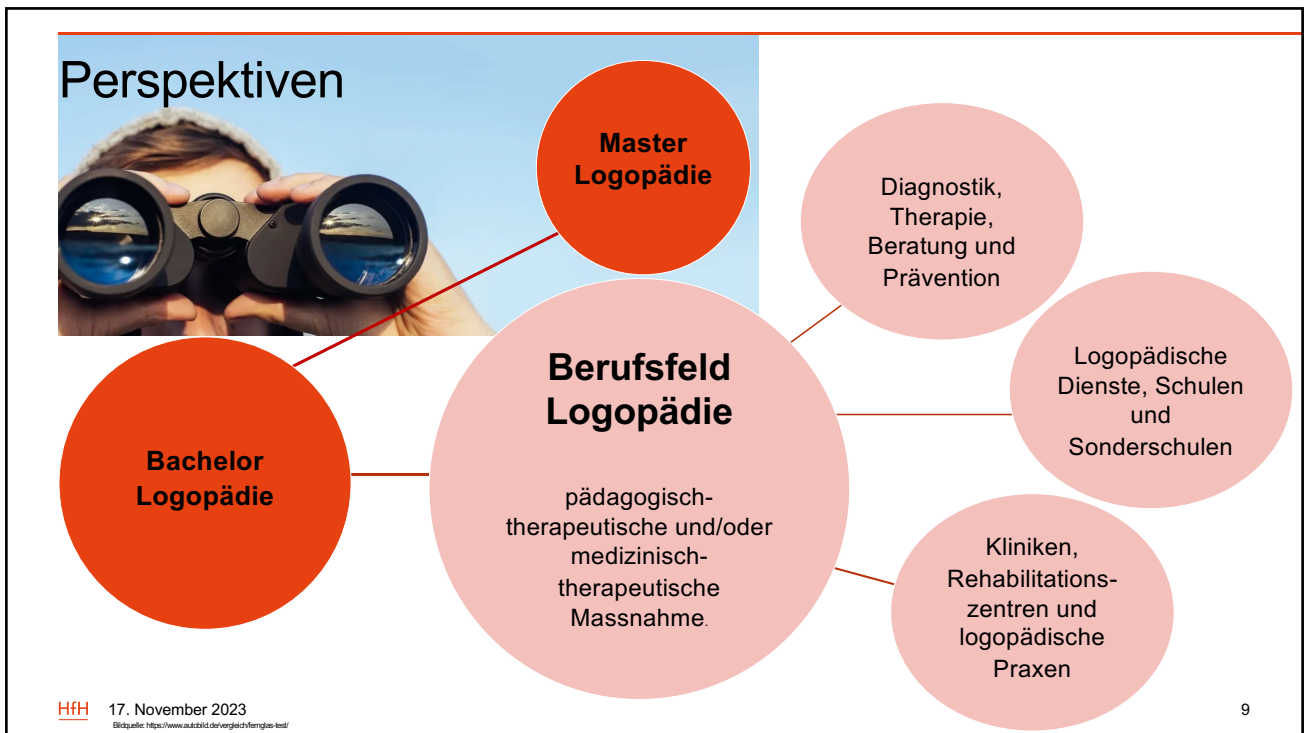 Perspektiven
Master
Logopädie
Diagnostik,
Therapie,
Beratung und
Prävention
Berufsfeld
Logopädie
Logopädische
Dienste, Schulen
und
Sonderschulen
Bachelor
Logopädie
pädagogisch-
therapeutische und/oder
medizinisch-
therapeutische
Massnahme.
Kliniken,
Rehabilitations-
zentren und
logopädische
Praxen
HfH 17. November 2023
Bildquelle: https://www.autobild.de/vergleich/fernglas-test/
9